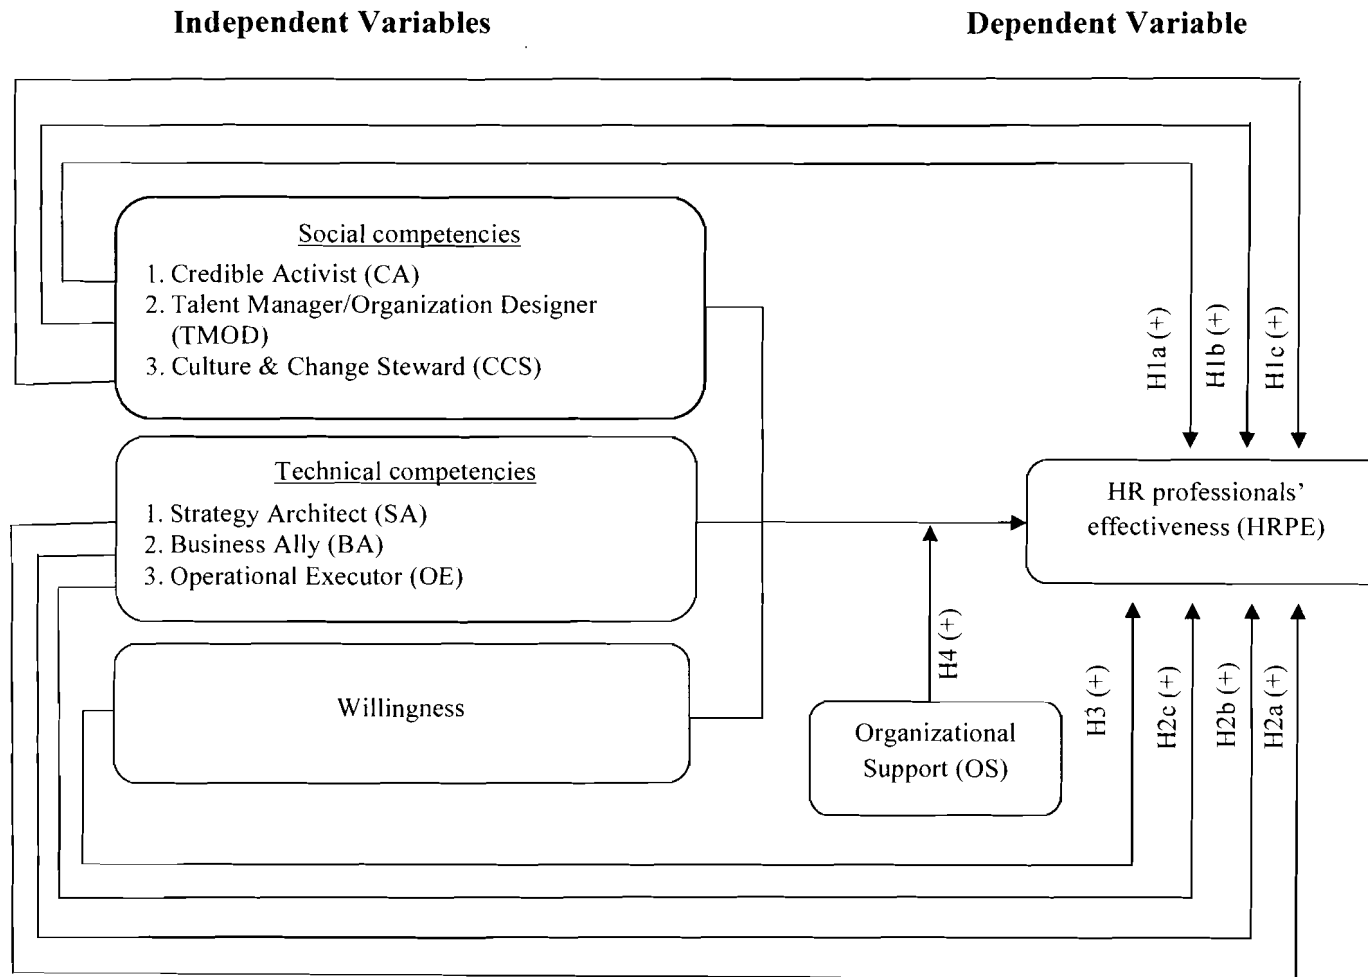 Independent Variables
Dependent Variable
Social competencies
1. Credible Activist (CA)
2. Talent Manager/Organization Designer
(TMOD)
3. Culture & Change Steward (CCS)
H1a (+)
H1b (+)
H1c (+)
Technical competencies
1. Strategy Architect (SA)
2. Business Ally (BA)
3. Operational Executor (OE)
HR professionals’
effectiveness (HRPE)
Willingness
H4 (+)
Organizational
Support (OS)
H3 (+)
H2c (+)
H2b (+)
H2a (+)